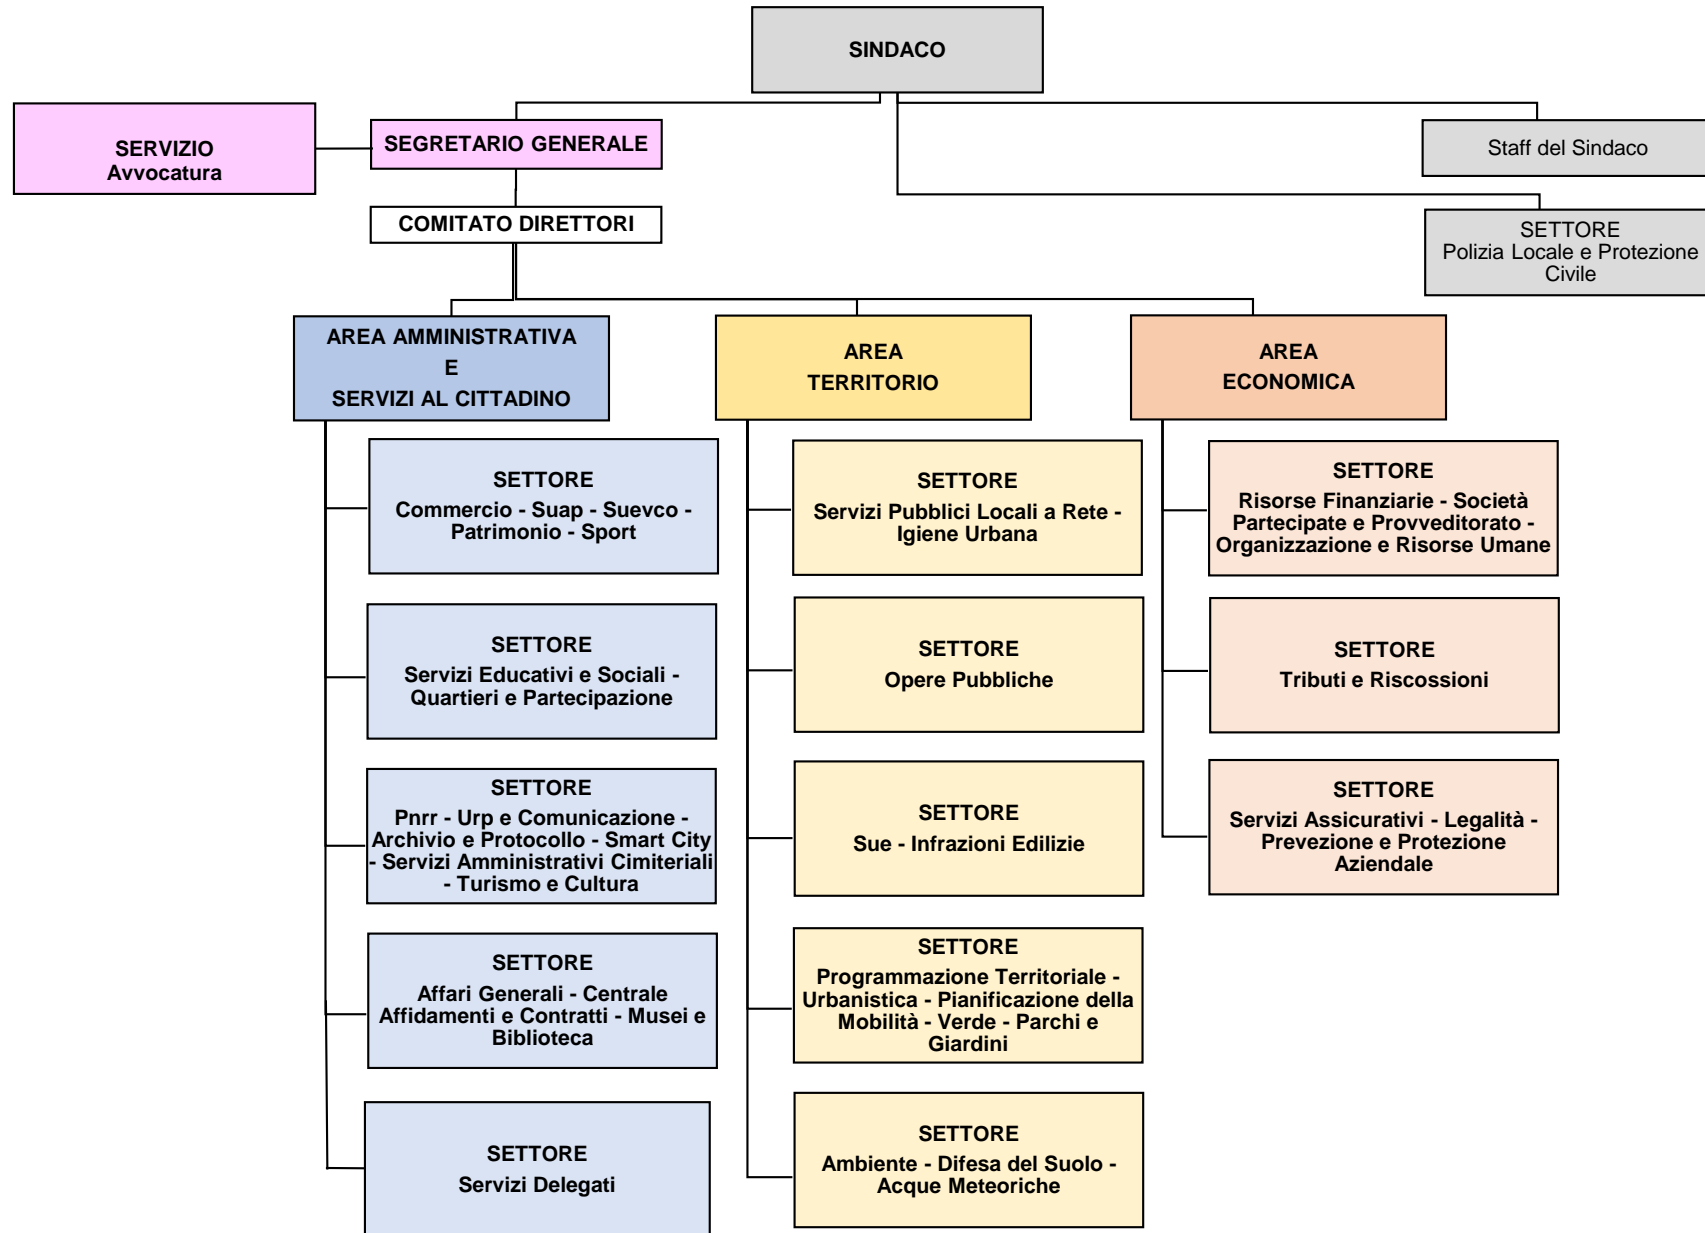 SINDACO
SERVIZIO
Avvocatura
SEGRETARIO GENERALE
Staff del Sindaco
COMITATO DIRETTORI
SETTORE
Polizia Locale e Protezione
Civile
AREA AMMINISTRATIVA
E
SERVIZI AL CITTADINO
AREA
TERRITORIO
AREA
ECONOMICA
SETTORE
Commercio - Suap - Suevco -
Patrimonio - Sport
SETTORE
Servizi Pubblici Locali a Rete -
Igiene Urbana
SETTORE
Risorse Finanziarie - Società
Partecipate e Provveditorato -
Organizzazione e Risorse Umane
SETTORE
Servizi Educativi e Sociali -
Quartieri e Partecipazione
SETTORE
Opere Pubbliche
SETTORE
Tributi e Riscossioni
SETTORE
Pnrr - Urp e Comunicazione -
Archivio e Protocollo - Smart City
- Servizi Amministrativi Cimiteriali
- Turismo e Cultura
SETTORE
Sue - Infrazioni Edilizie
SETTORE
Servizi Assicurativi - Legalità -
Prevezione e Protezione
Aziendale
SETTORE
Affari Generali - Centrale
Affidamenti e Contratti - Musei e
Biblioteca
SETTORE
Programmazione Territoriale -
Urbanistica - Pianificazione della
Mobilità - Verde - Parchi e
Giardini
SETTORE
Servizi Delegati
SETTORE
Ambiente - Difesa del Suolo -
Acque Meteoriche